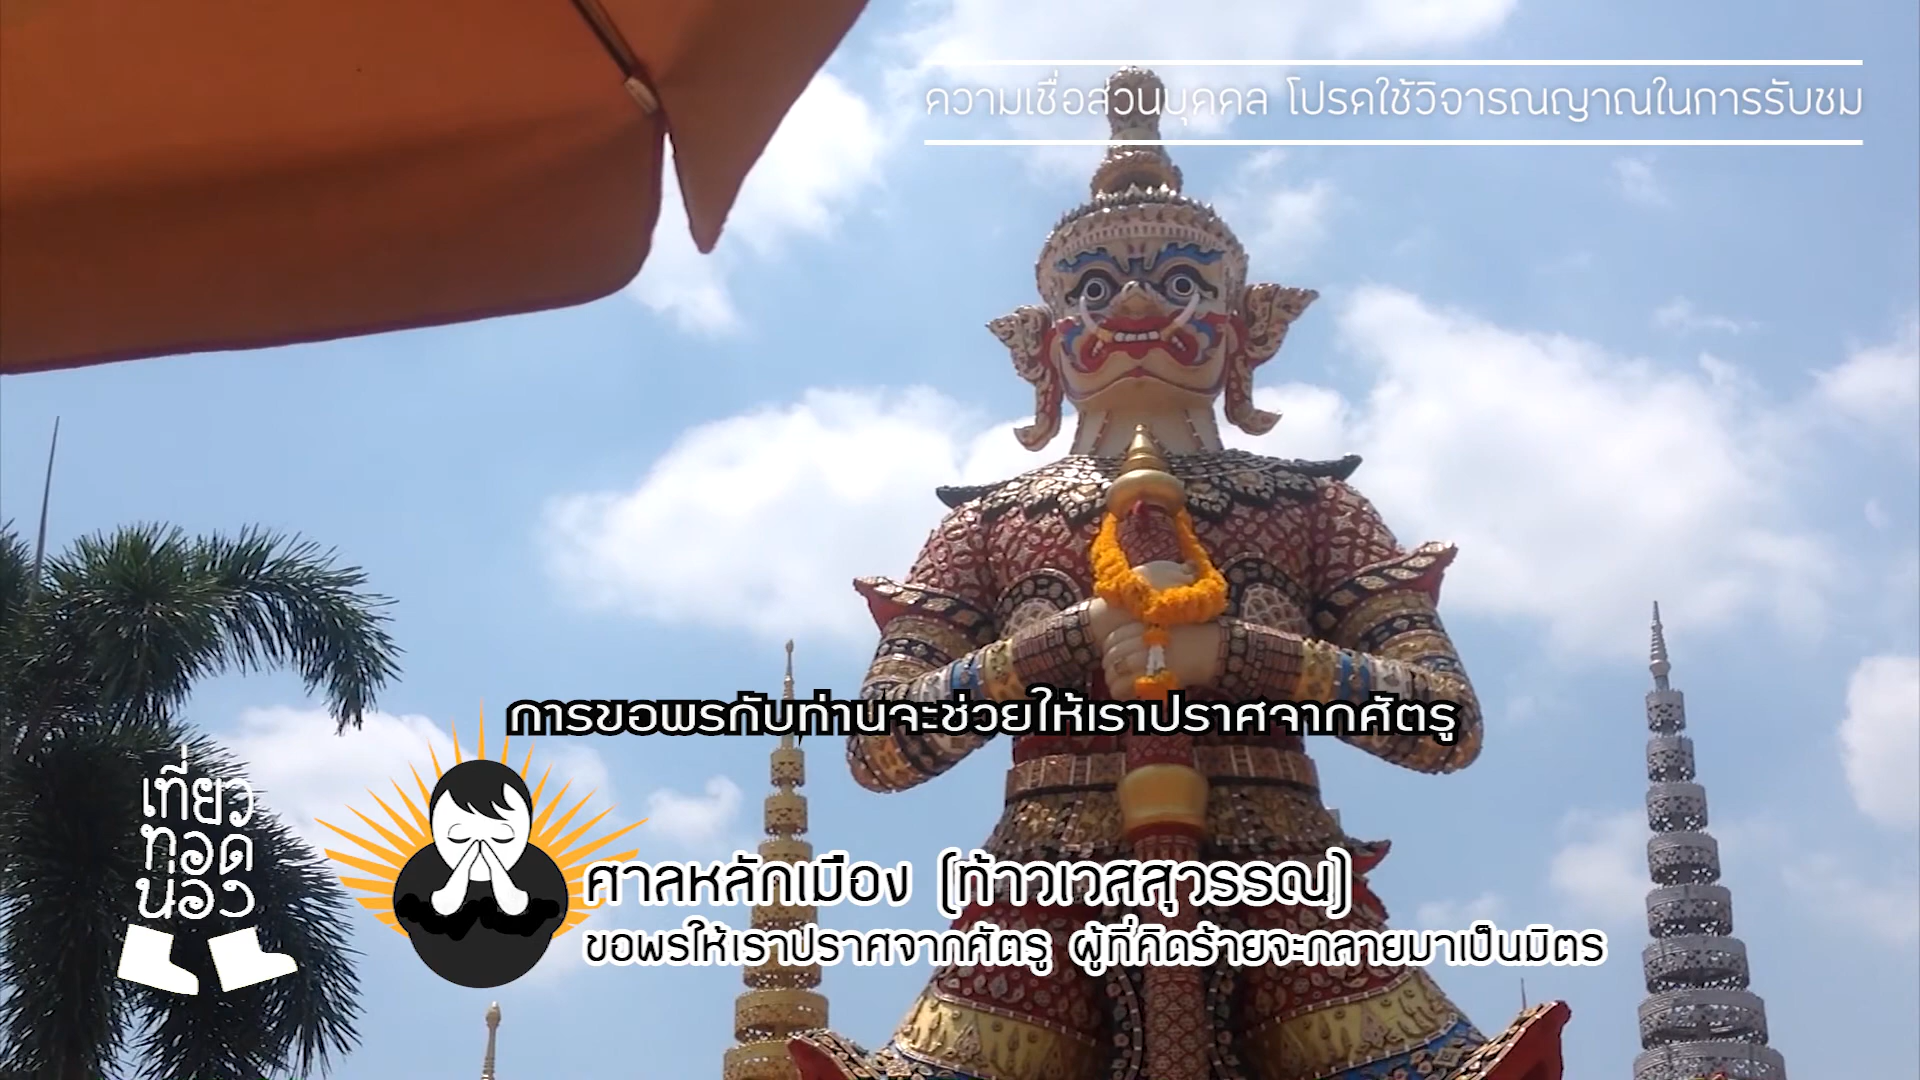 ความเชื่อส่วนบุคคล โปรดใช้วิจารณญาณในการรับชม
การขอพรกับท่านจะช่วยให้เราปราศจากศัตรู
เที่ยว
ทอด
น่อง
ศาลหลักเมือง (ท้าวเวสสุวรรณ)
ขอพรให้เราปราศจากศัตรู ผู้ที่คิดร้ายจะกลายมาเป็นมิตร